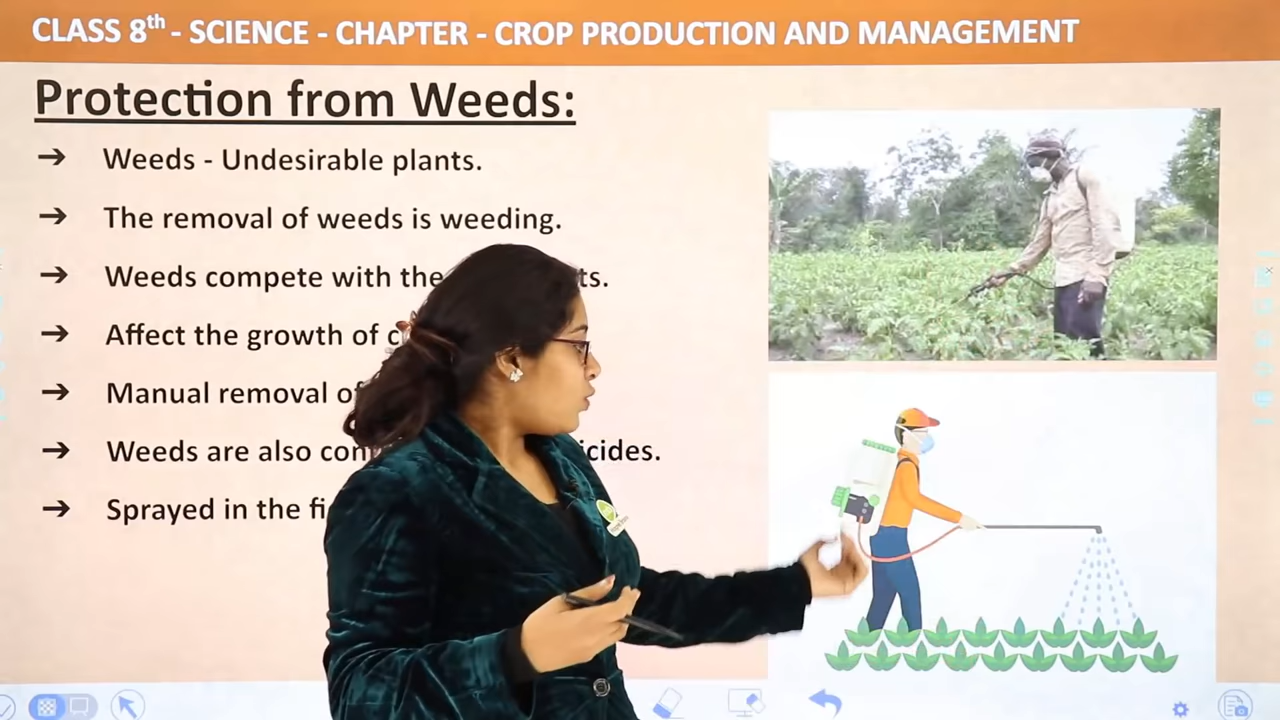 CLASS 8th - SCIENCE - CHAPTER - CROP PRODUCTION AND MANAGEMENT
Protection from Weeds:
➔ Weeds - Undesirable plants.
➔ The removal of weeds is weeding.
➔ Weeds compete with the ts.
➔ Affect the growth of c
➔ Manual removal of
➔ Weeds are also con icides.
➔ Sprayed in the fi